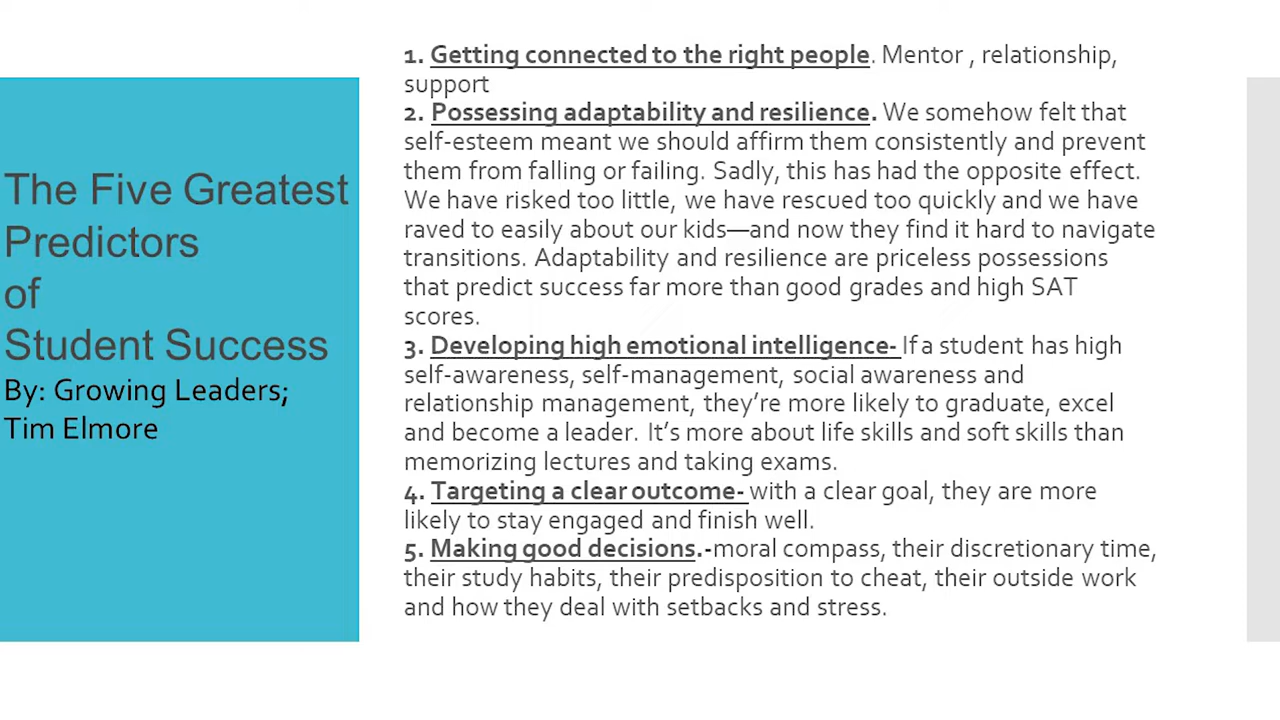 The Five Greatest
Predictors
of
Student Success
By: Growing Leaders;
Tim Elmore
1. Getting connected to the right people. Mentor , relationship,
support
2. Possessing adaptability and resilience. We somehow felt that
self-esteem meant we should affirm them consistently and prevent
them from falling or failing. Sadly, this has had the opposite effect.
We have risked too little, we have rescued too quickly and we have
raved to easily about our kids—and now they find it hard to navigate
transitions. Adaptability and resilience are priceless possessions
that predict success far more than good grades and high SAT
scores.
3. Developing high emotional intelligence- If a student has high
self-awareness, self-management, social awareness and
relationship management, they’re more likely to graduate, excel
and become a leader. It’s more about life skills and soft skills than
memorizing lectures and taking exams.
4. Targeting a clear outcome- with a clear goal, they are more
likely to stay engaged and finish well.
5. Making good decisions.-moral compass, their discretionary time,
their study habits, their predisposition to cheat, their outside work
and how they deal with setbacks and stress.